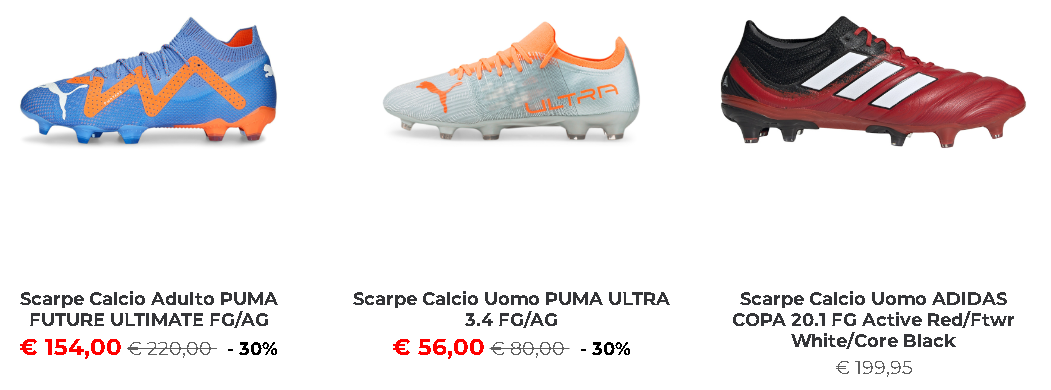 ULTRA
Scarpe Calcio Adulto PUMA
FUTURE ULTIMATE FG/AG
€ 154,00 € 220,00 - 30%
Scarpe Calcio Uomo PUMA ULTRA
3.4 FG/AG
€ 56,00 € 80,00 - 30%
Scarpe Calcio Uomo ADIDAS
COPA 20.1 FG Active Red/Ftwr
White/Core Black
€ 199,95